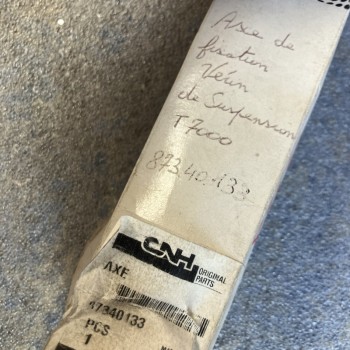 Axe de
fixation
Vérin
de Suspension
T7000
87340133
CNH
ORIGINAL
PARTS
AXE
87340133
PCS
1